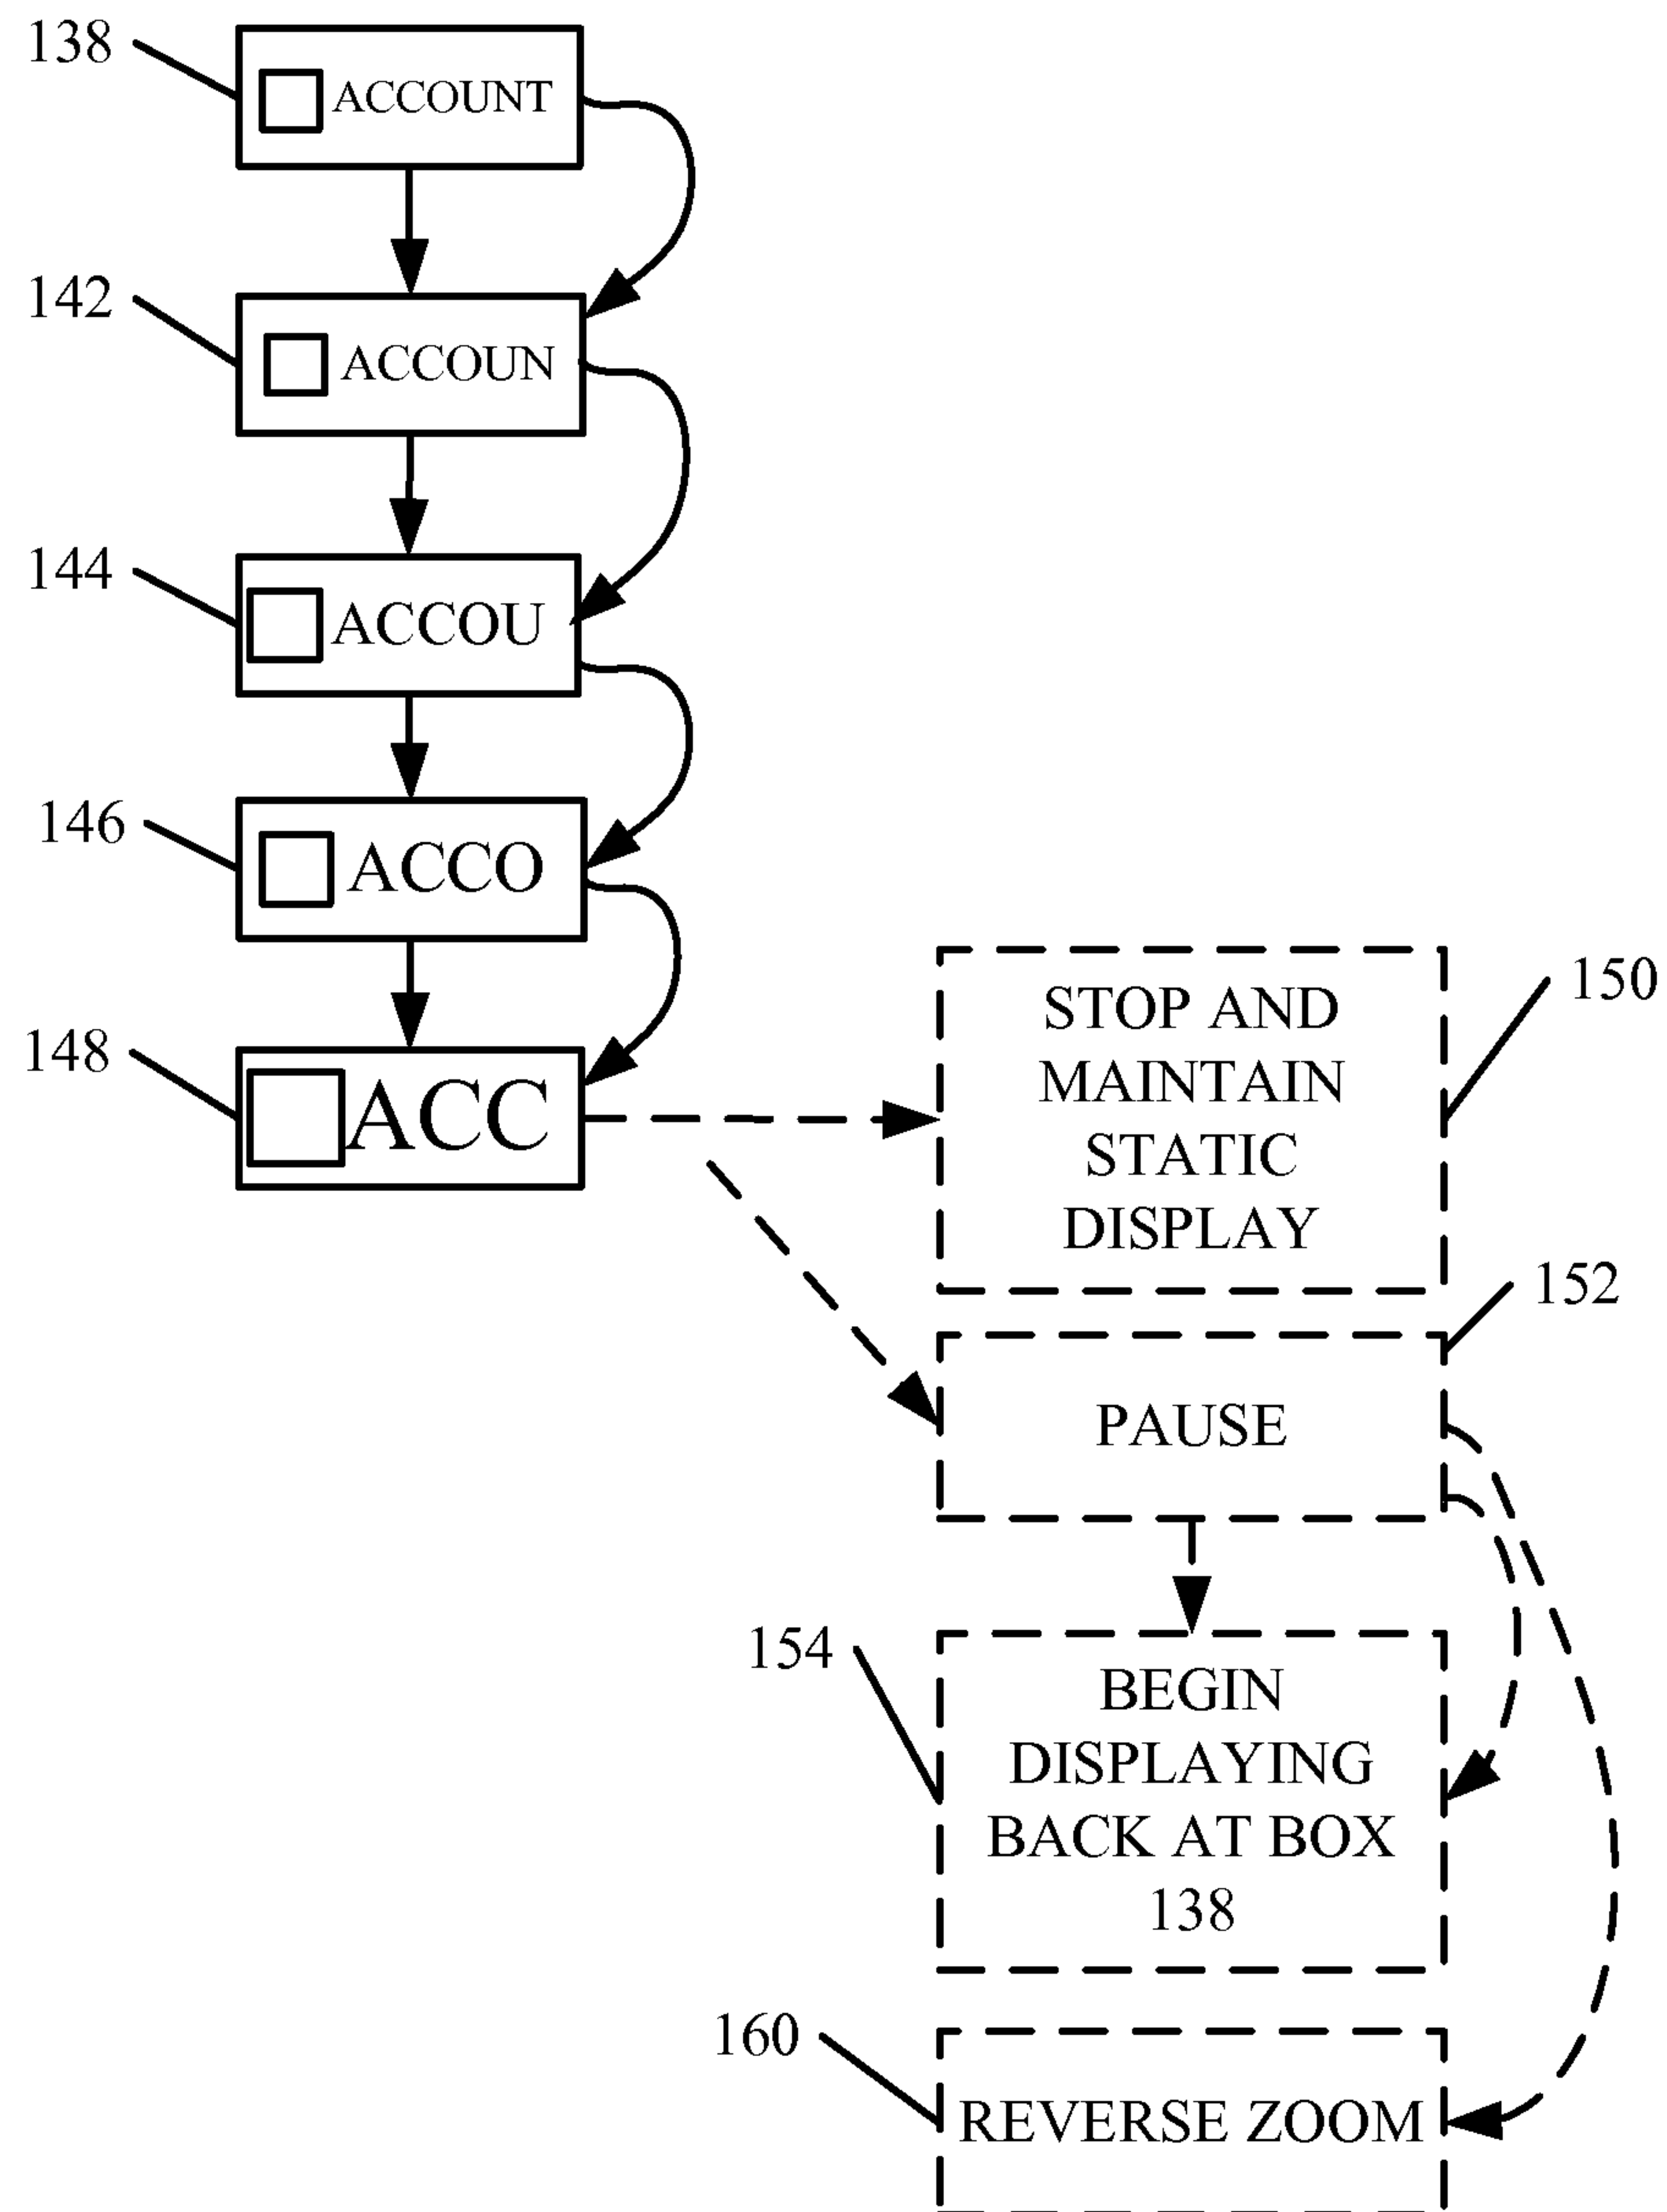 138
ACCOUNT
142
ACCOUN
144
ACCOU
146
ACCO
148
ACC
150
STOP AND
MAINTAIN
STATIC
DISPLAY
152
PAUSE
154
BEGIN
DISPLAYING
BACK AT BOX
138
160
REVERSE ZOOM